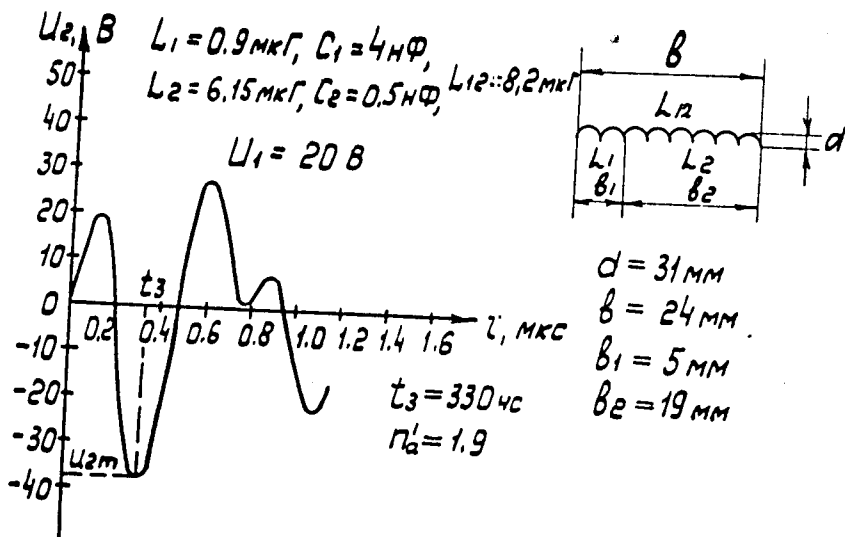 U₂, В
L₁ = 0.9 мкГ, C₁ = 4 нФ,
L₂ = 6.15 мкГ, C₂ = 0.5 нФ, L₁₂ = 8,2 мкГ
U₁ = 20 В
50
40
30
20
10
0
-10
-20
-30
-40
t₃
0.2 0.4 0.6 0.8 1.0 1.2 1.4 1.6 τ, мкс
U₂m
t₃ = 330 нс
n'a = 1.9
в
L₁₂
d
L₁ L₂
в₁ в₂
d = 31 мм
в = 24 мм
в₁ = 5 мм
в₂ = 19 мм